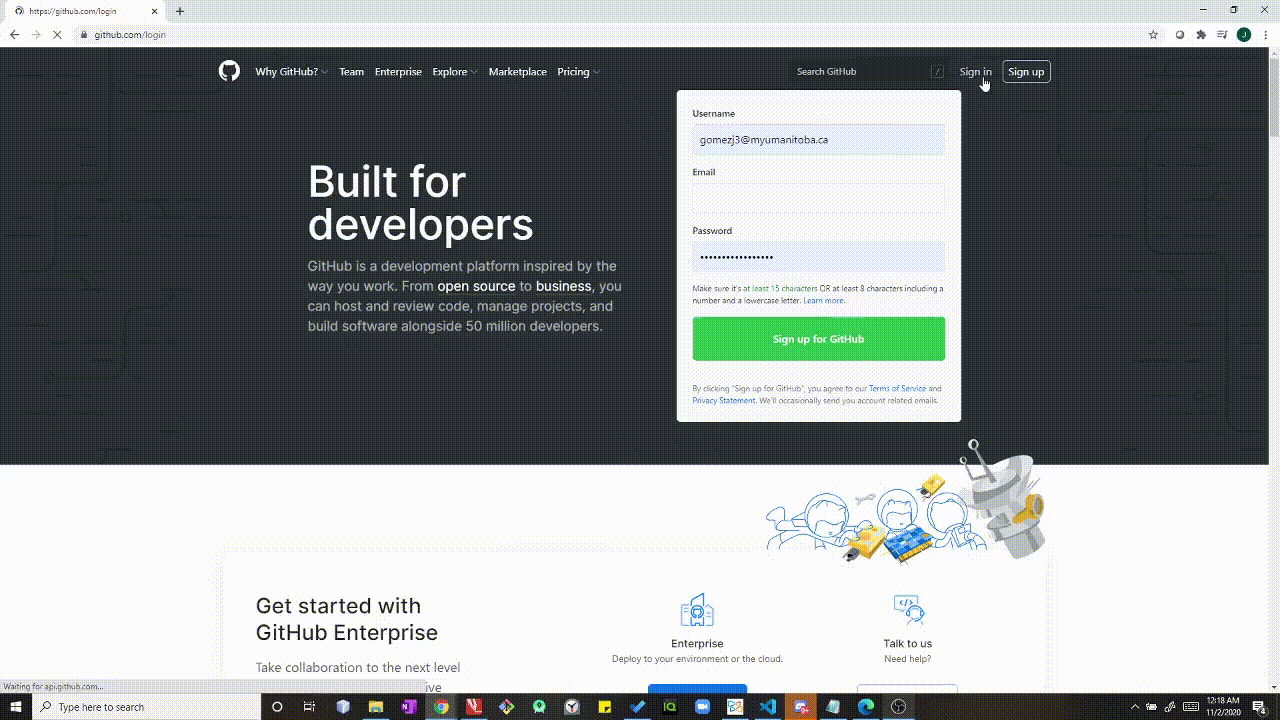 https://github.com/login
github.com/login
J
Why GitHub?
Team
Enterprise
Explore
Marketplace
Pricing
Search GitHub
/
Sign in
Sign up
Username
gomezj3@myumanitoba.ca
Built for
developers
Email
Password
•••••••••••••••••
GitHub is a development platform inspired by the
way you work. From open source to business, you
can host and review code, manage projects, and
build software alongside 50 million developers.
Make sure it's at least 15 characters OR at least 8 characters including a
number and a lowercase letter. Learn more.
Sign up for GitHub
By clicking "Sign up for GitHub", you agree to our Terms of Service and
Privacy Statement. We'll occasionally send you account related emails.
Get started with
GitHub Enterprise
Take collaboration to the next level
Enterprise
Deploy to your environment or the cloud.
Talk to us
Need help?
Waiting for api.github.com...
Type here to search
12:18 AM
11/2/2020